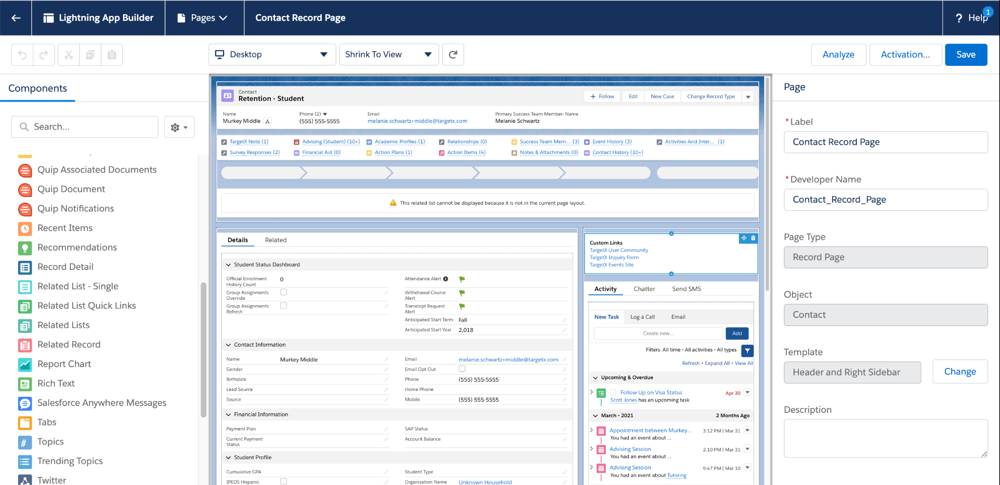 Lightning App Builder
Pages
Contact Record Page
? Help
1
Desktop
Shrink To View
Analyze
Activation...
Save
Components
Search...
Quip Associated Documents
Quip Document
Quip Notifications
Recent Items
Recommendations
Record Detail
Related List - Single
Related List Quick Links
Related Lists
Related Record
Report Chart
Rich Text
Salesforce Anywhere Messages
Tabs
# Topics
Trending Topics
Twitter
Contact
Retention - Student
+ Follow
Edit
New Case
Change Record Type
Name
Murkey Middle
Phone (2)
(555) 555-5555
Email
melanie.schwartz+middle@targetx.com
Primary Success Team Member- Name
Melanie Schwartz
TargetX Note (1)
Advising (Student) (10+)
Academic Profiles (1)
Relationships (0)
Success Team Mem... (3)
Event History (3)
Activities And Inter... (1)
Survey Responses (2)
Financial Aid (0)
Action Plans (1)
Action Items (4)
Notes & Attachments (0)
Contact History (10+)
This related list cannot be displayed because it is not in the current page layout.
Details
Related
Student Status Dashboard
Official Enrollment
History Count
0
Group Assignments
Override
Group Assignments
Refresh
Attendance Alert
Withdrawal Course
Alert
Transcript Request
Alert
Anticipated Start Term Fall
Anticipated Start Year 2,018
Contact Information
Name Murkey Middle
Gender
Birthdate
Lead Source
Source
Email melanie.schwartz+middle@targetx.com
Email Opt Out
Phone (555) 555-5555
Home Phone
Mobile (555) 555-5555
Financial Information
Payment Plan
Current Payment
Status
SAP Status
Account Balance
Student Profile
Cumulative GPA
IPEDS Hispanic
Student Type
Organization Name Unknown Household
Custom Links
TargetX User Community
TargetX Inquiry Form
TargetX Events Site
Activity
Chatter
Send SMS
New Task
Log a Call
Email
Create new...
Add
Filters: All time • All activities • All types
Refresh • Expand All • View All
Upcoming & Overdue
Follow Up on Visa Status
Apr 30
Scott Jones has an upcoming task
March • 2021
2 Months Ago
Appointment between Murkey...
3:12 PM | Mar 31
You had an event about ...
Advising Session
2:10 PM | Mar 31
You had an event about ...
Advising Session
9:47 PM | Mar 10
You had an event about Tutoring
Page
* Label
Contact Record Page
* Developer Name
Contact_Record_Page
Page Type
Record Page
Object
Contact
Template
Header and Right Sidebar
Change
Description